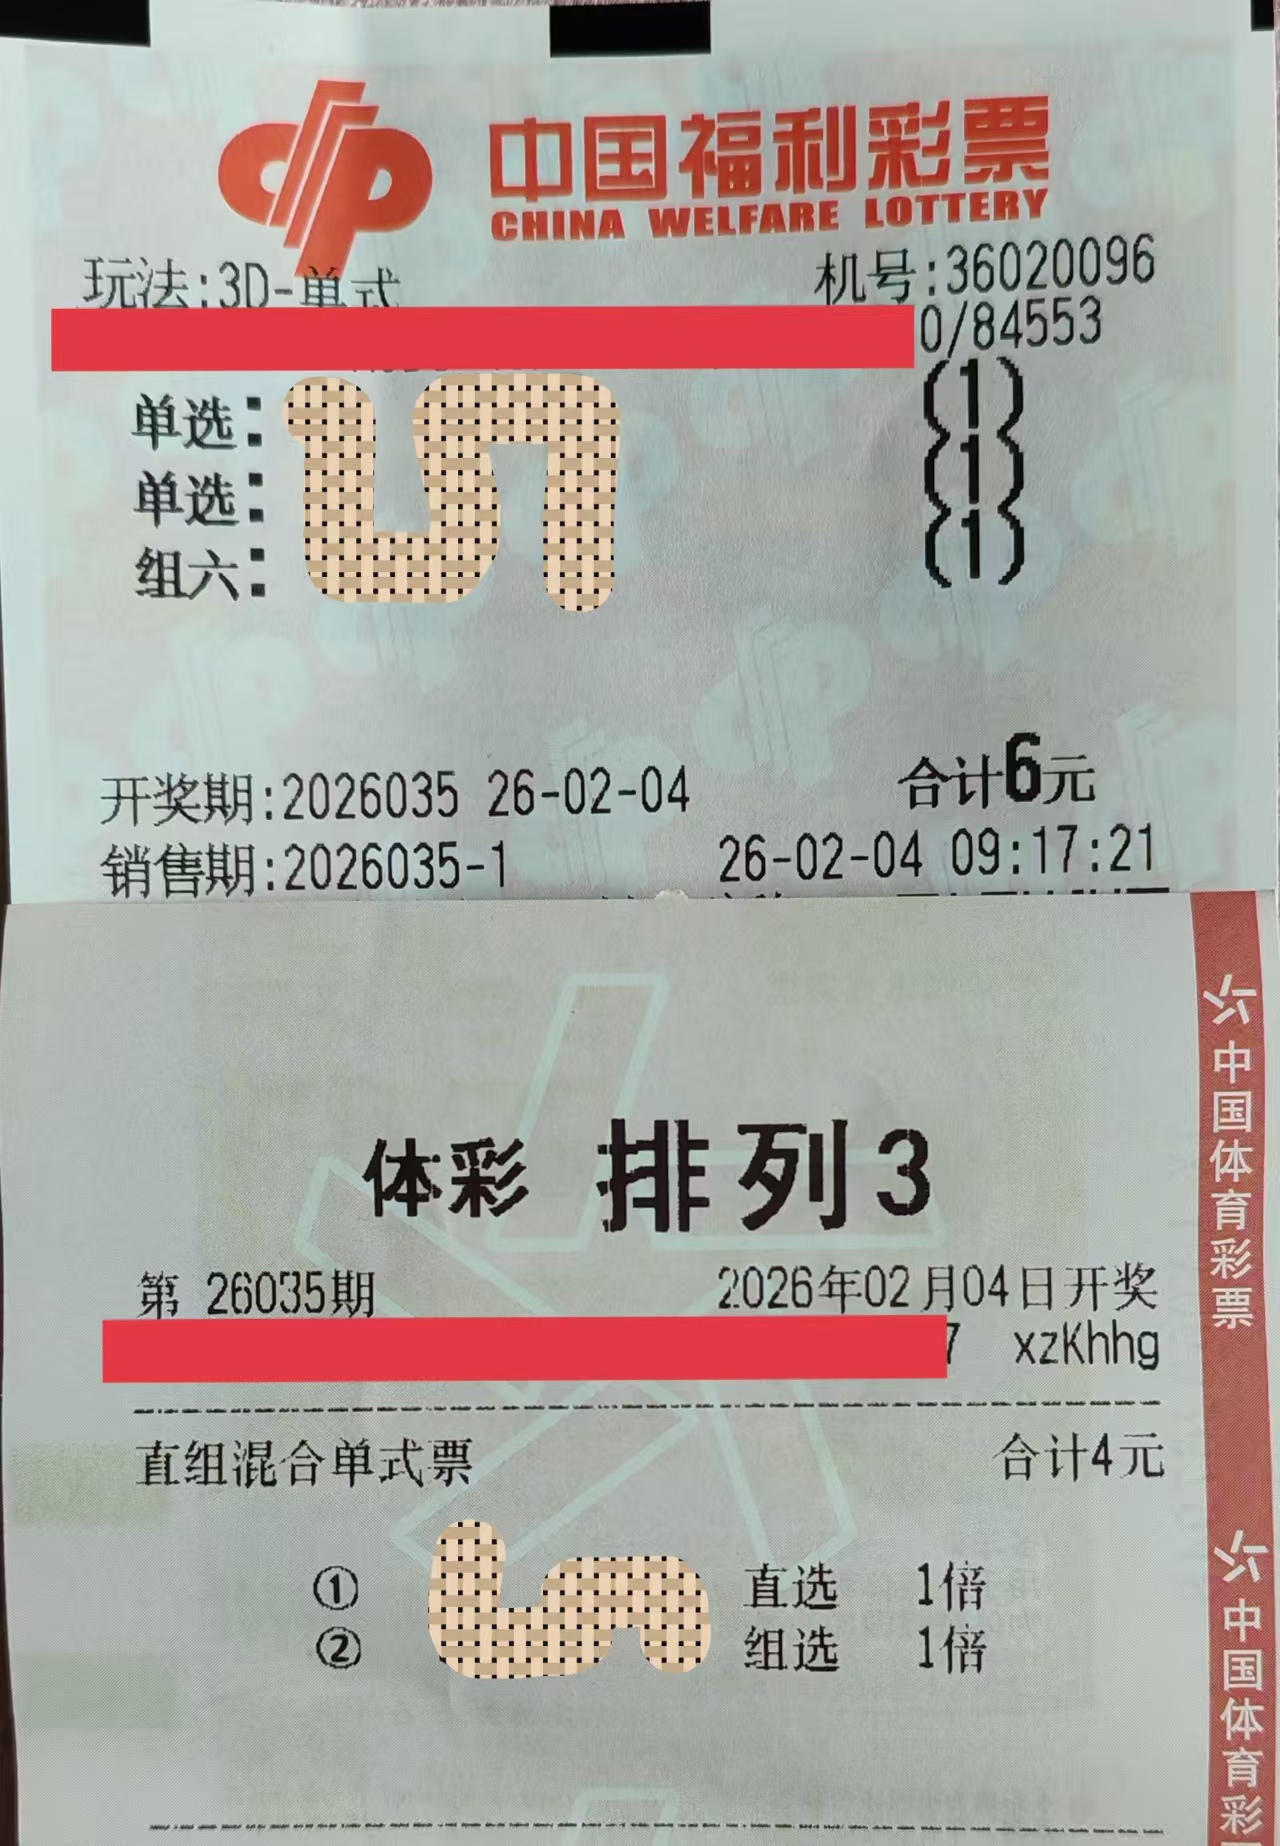 中国福利彩票
CHINA WELFARE LOTTERY
玩法:3D-单式 机号:36020096
0/84553
单选: (1)
单选: (1)
组六: (1)
合计6元
开奖期:2026035 26-02-04
销售期:2026035-1 26-02-04 09:17:21
体彩 排列3
第 26035期 2026年02月04日开奖
7 xzKhhg
直组混合单式票 合计4元
① 直选 1倍
② 组选 1倍
中国体育彩票
中国体育彩